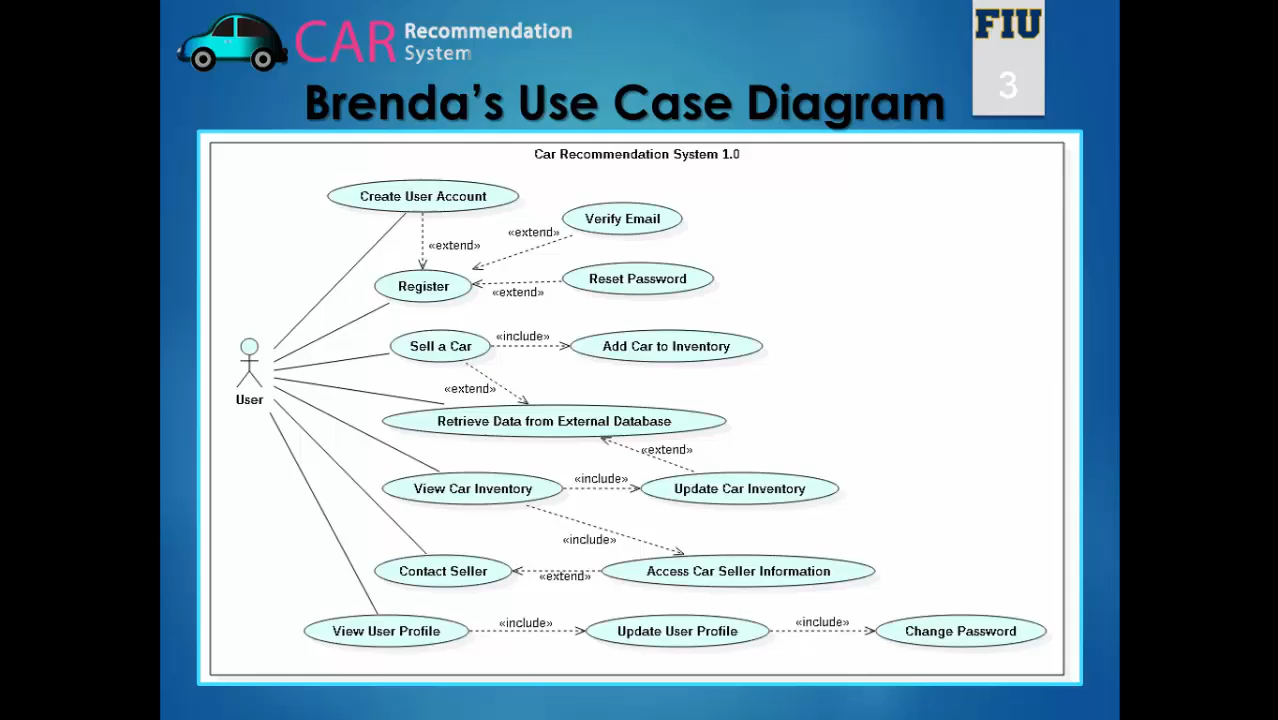 CAR Recommendation
System
FIU
3
Brenda's Use Case Diagram
Car Recommendation System 1.0
Create User Account
Verify Email
«extend»
«extend»
Reset Password
Register
«extend»
Sell a Car
«include»
Add Car to Inventory
User
«extend»
Retrieve Data from External Database
«extend»
View Car Inventory
«include»
Update Car Inventory
«include»
Contact Seller
«extend»
Access Car Seller Information
View User Profile
«include»
Update User Profile
«include»
Change Password